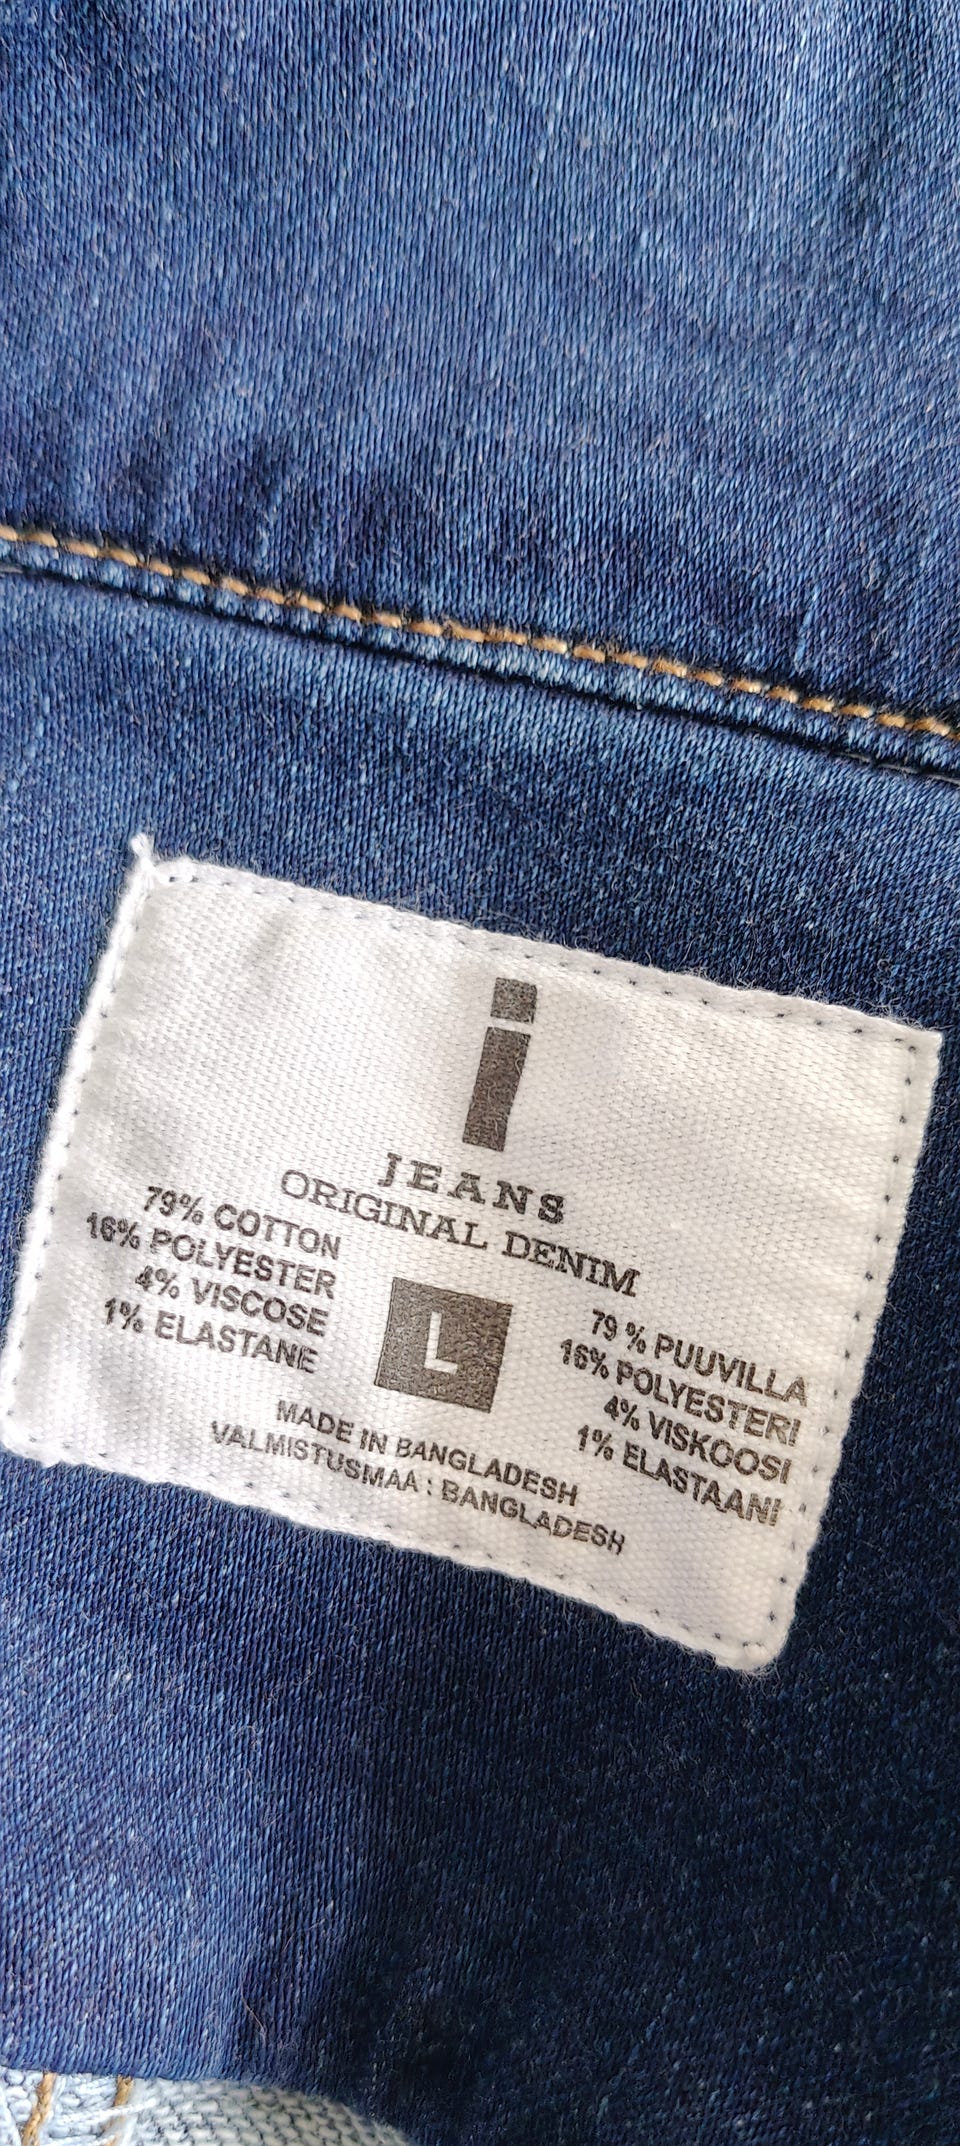 i
JEANS
ORIGINAL DENIM
79% COTTON
16% POLYESTER
4% VISCOSE
1% ELASTANE
L
79 % PUUVILLA
16% POLYESTERI
4% VISKOOSI
1% ELASTAANI
MADE IN BANGLADESH
VALMISTUSMAA : BANGLADESH